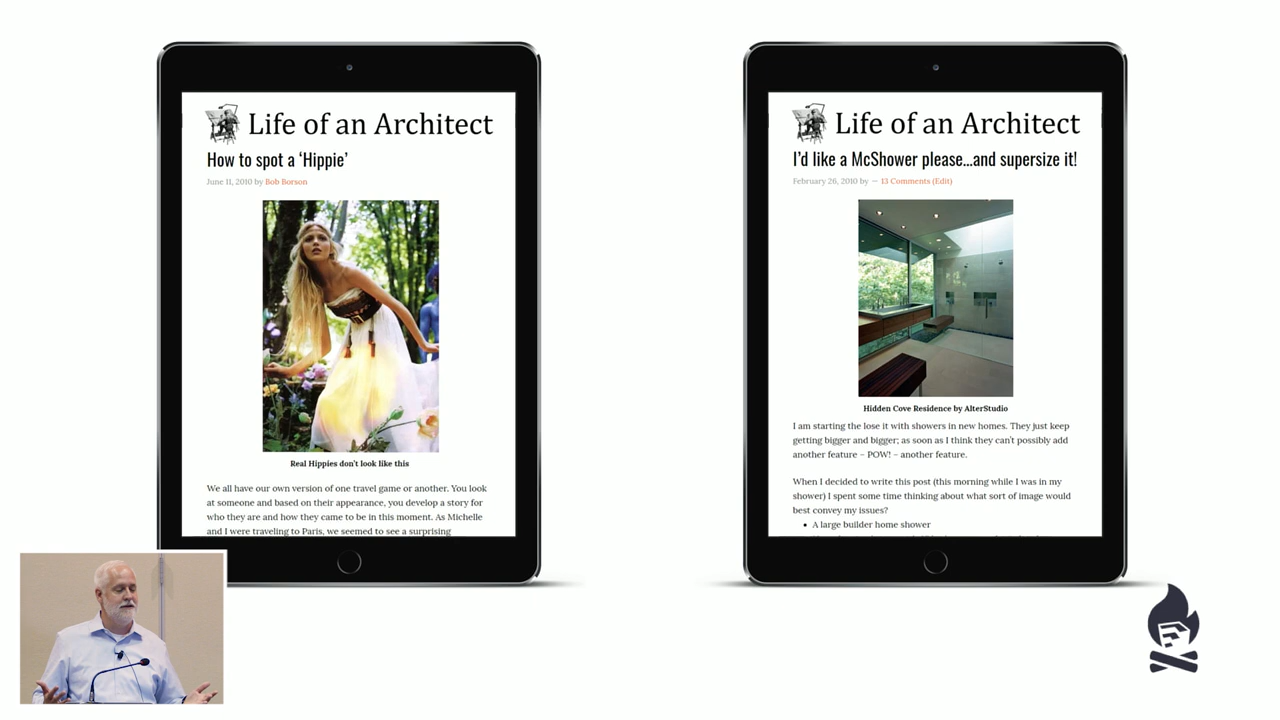 Life of an Architect
How to spot a ‘Hippie’
June 11, 2010 by Bob Borson
Real Hippies don't look like this
We all have our own version of one travel game or another. You look
at someone and based on their appearance, you develop a story for
who they are and how they came to be in this moment. As Michelle
and I were traveling to Paris, we seemed to see a surprising
Life of an Architect
I’d like a McShower please...and supersize it!
February 26, 2010 by — 13 Comments (Edit)
Hidden Cove Residence by AlterStudio
I am starting the lose it with showers in new homes. They just keep
getting bigger and bigger; as soon as I think they can't possibly add
another feature – POW! – another feature.
When I decided to write this post (this morning while I was in my
shower) I spent some time thinking about what sort of image would
best convey my issues?
• A large builder home shower